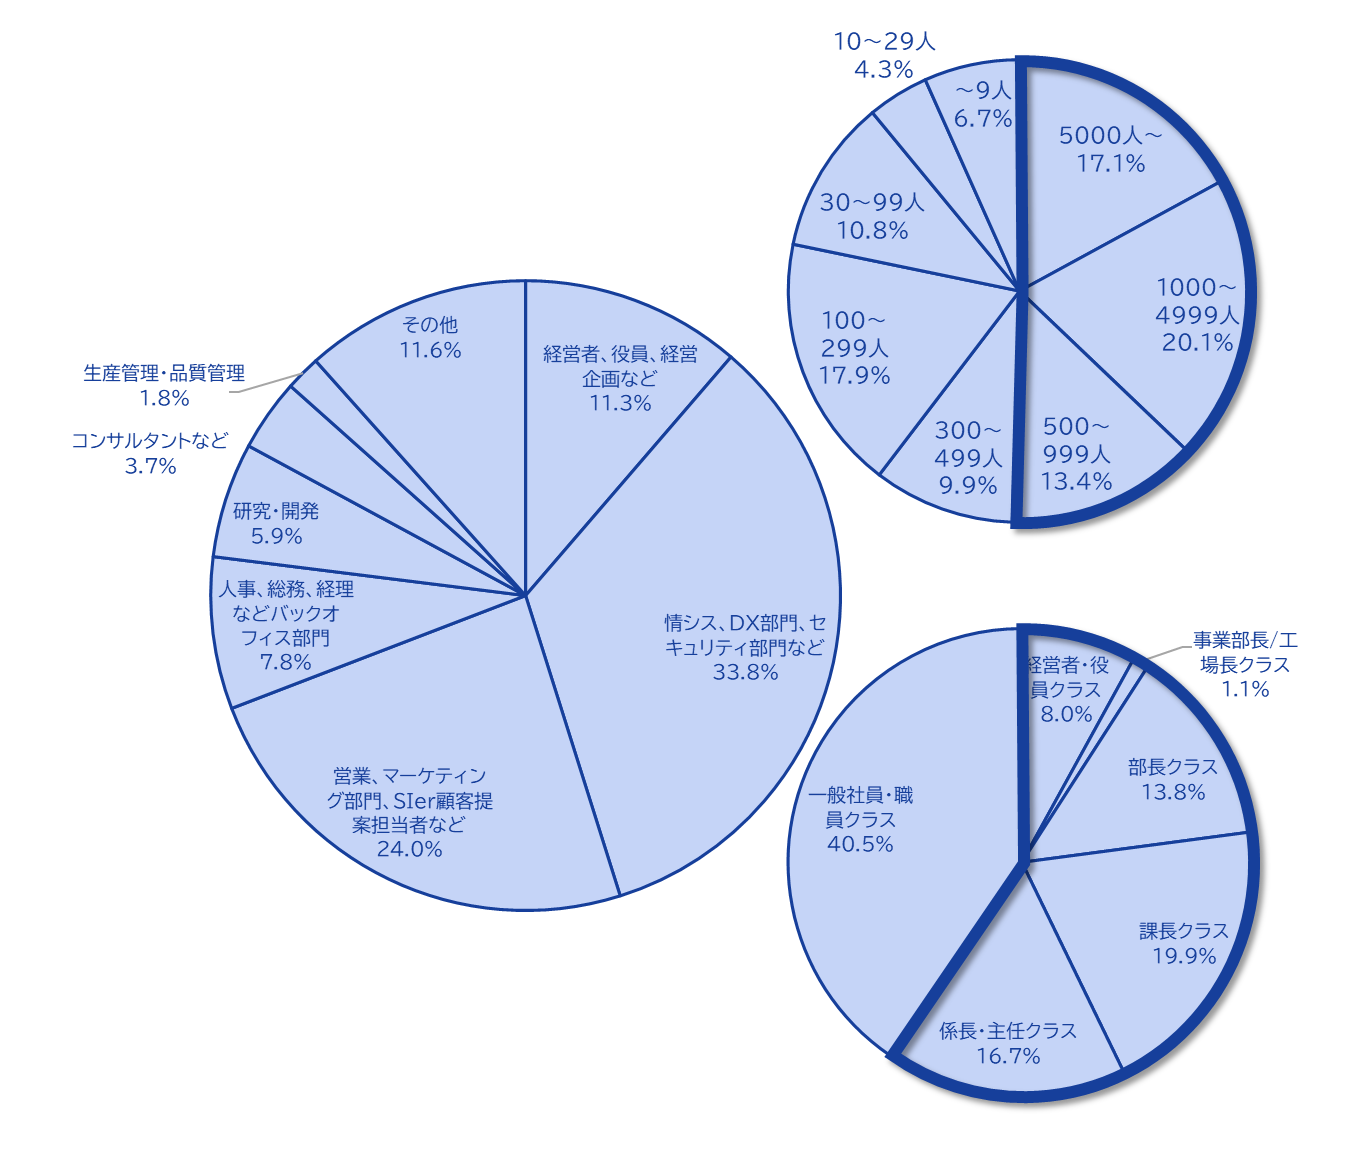 経営者、役員、経営
企画など
11.3%
情シス、DX部門、セ
キュリティ部門など
33.8%
営業、マーケティン
グ部門、SIer顧客提
案担当者など
24.0%
人事、総務、経理
などバックオ
フィス部門
7.8%
研究・開発
5.9%
コンサルタントなど
3.7%
生産管理・品質管理
1.8%
その他
11.6%
5000人～
17.1%
1000～
4999人
20.1%
500～
999人
13.4%
300～
499人
9.9%
100～
299人
17.9%
30～99人
10.8%
10～29人
4.3%
～9人
6.7%
経営者・役
員クラス
8.0%
事業部長/工
場長クラス
1.1%
部長クラス
13.8%
課長クラス
19.9%
係長・主任クラス
16.7%
一般社員・職
員クラス
40.5%